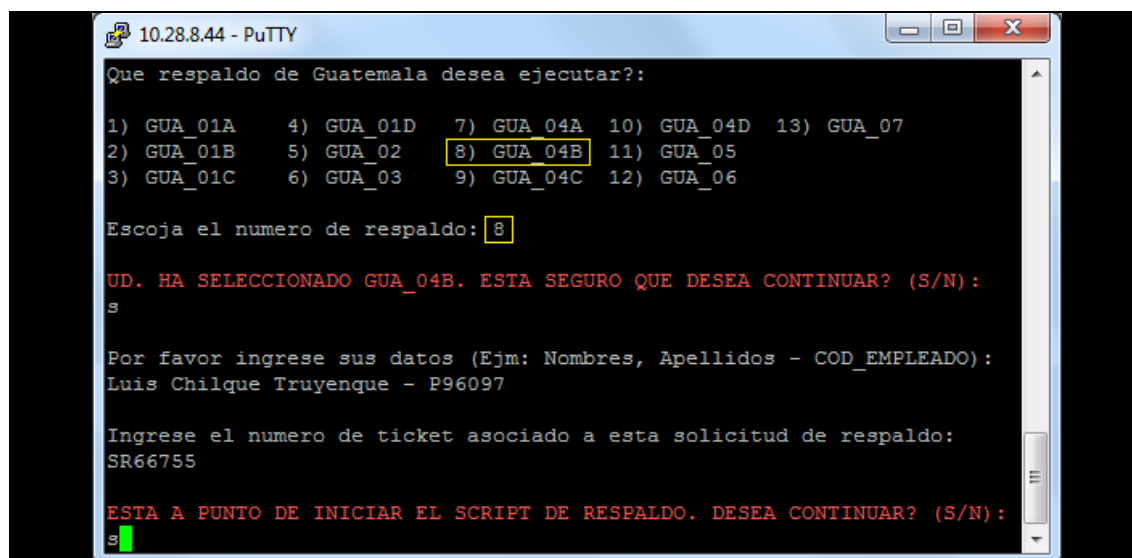 10.28.8.44 - PuTTY
Que respaldo de Guatemala desea ejecutar?:
1) GUA_01A 4) GUA_01D 7) GUA_04A 10) GUA_04D 13) GUA_07
2) GUA_01B 5) GUA_02 8) GUA_04B 11) GUA_05
3) GUA_01C 6) GUA_03 9) GUA_04C 12) GUA_06
Escoja el numero de respaldo: 8
UD. HA SELECCIONADO GUA_04B. ESTA SEGURO QUE DESEA CONTINUAR? (S/N):
s
Por favor ingrese sus datos (Ejm: Nombres, Apellidos - COD_EMPLEADO):
Luis Chilque Truyenque - P96097
Ingrese el numero de ticket asociado a esta solicitud de respaldo:
SR66755
ESTA A PUNTO DE INICIAR EL SCRIPT DE RESPALDO. DESEA CONTINUAR? (S/N):
s